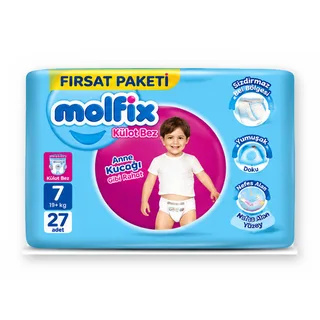 FIRSAT PAKETİ
molfix
Külot Bez
Anne
Kucağı
Gibi Rahat
Külot Bez
7
19+ kg
27
adet
Sızdırmaz
Bel Bölgesi
Yumuşak
Doku
Nefes Alan
Yüzey